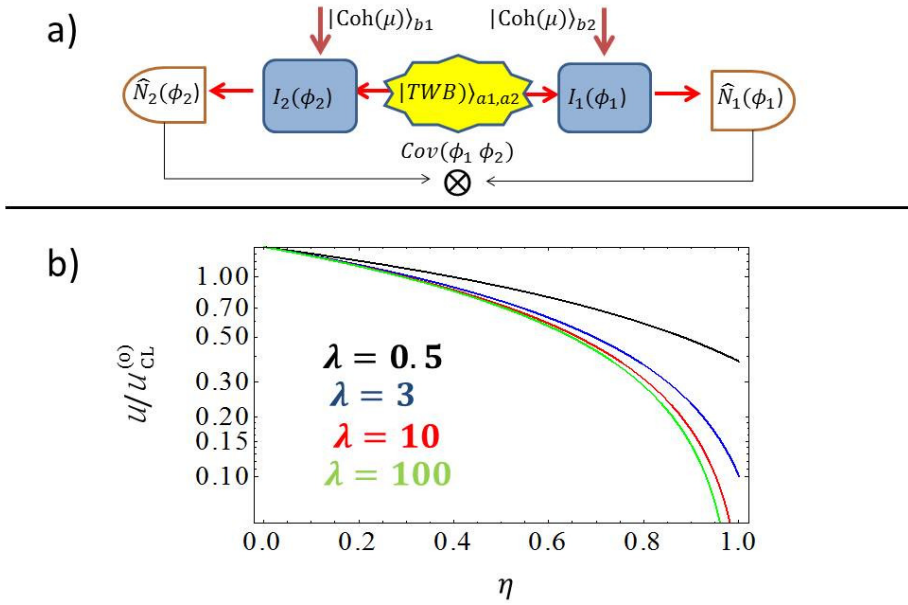 a)
|Coh(μ)⟩b1
|Coh(μ)⟩b2
N̂2(ϕ2)
I2(ϕ2)
|TWB)⟩a1,a2
I1(ϕ1)
N̂1(ϕ1)
Cov(ϕ1 ϕ2)
⊗
b)
u/u_CL^(o)
1.00
0.70
0.50
0.30
0.20
0.15
0.10
λ = 0.5
λ = 3
λ = 10
λ = 100
0.0 0.2 0.4 0.6 0.8 1.0
η